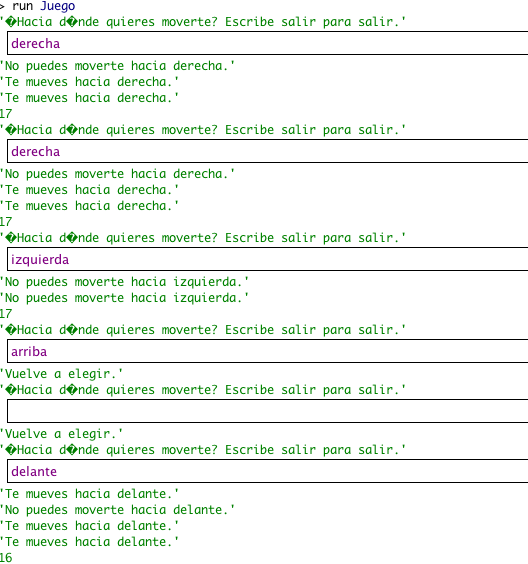 > run Juego
'�Hacia d�nde quieres moverte? Escribe salir para salir.'
derecha
'No puedes moverte hacia derecha.'
'Te mueves hacia derecha.'
'Te mueves hacia derecha.'
17
'�Hacia d�nde quieres moverte? Escribe salir para salir.'
derecha
'No puedes moverte hacia derecha.'
'Te mueves hacia derecha.'
'Te mueves hacia derecha.'
17
'�Hacia d�nde quieres moverte? Escribe salir para salir.'
izquierda
'No puedes moverte hacia izquierda.'
'No puedes moverte hacia izquierda.'
17
'�Hacia d�nde quieres moverte? Escribe salir para salir.'
arriba
'Vuelve a elegir.'
'�Hacia d�nde quieres moverte? Escribe salir para salir.'
'Vuelve a elegir.'
'�Hacia d�nde quieres moverte? Escribe salir para salir.'
delante
'Te mueves hacia delante.'
'No puedes moverte hacia delante.'
'Te mueves hacia delante.'
'Te mueves hacia delante.'
16